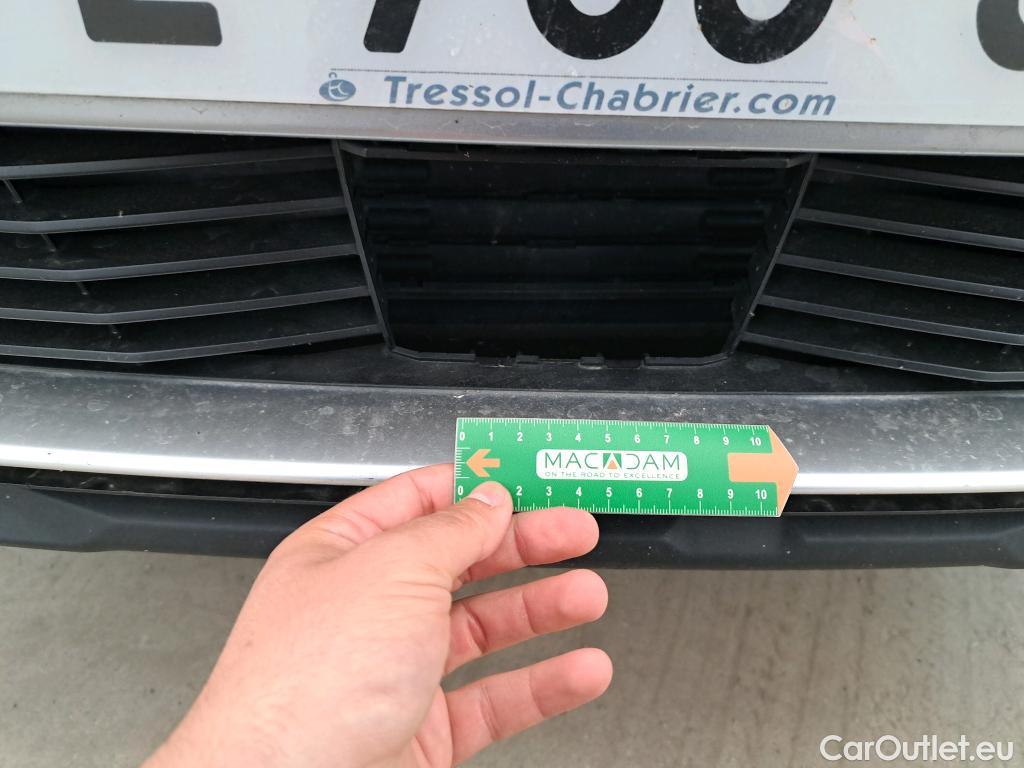 Tressol-Chabrier.com
0 1 2 3 4 5 6 7 8 9 10
MACADAM
ON THE ROAD TO EXCELLENCE
0 2 3 4 5 6 7 8 9 10
CarOutlet.eu